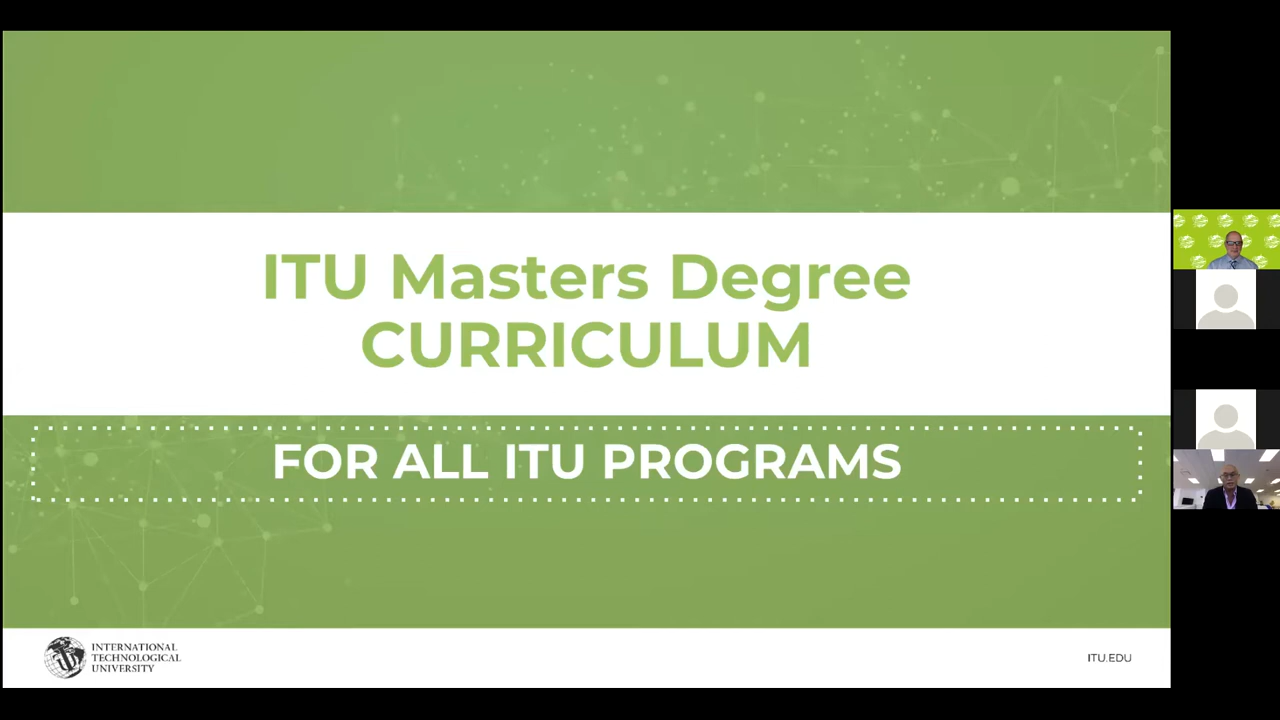 ITU Masters Degree
CURRICULUM
FOR ALL ITU PROGRAMS
INTERNATIONAL
TECHNOLOGICAL
UNIVERSITY
ITU.EDU